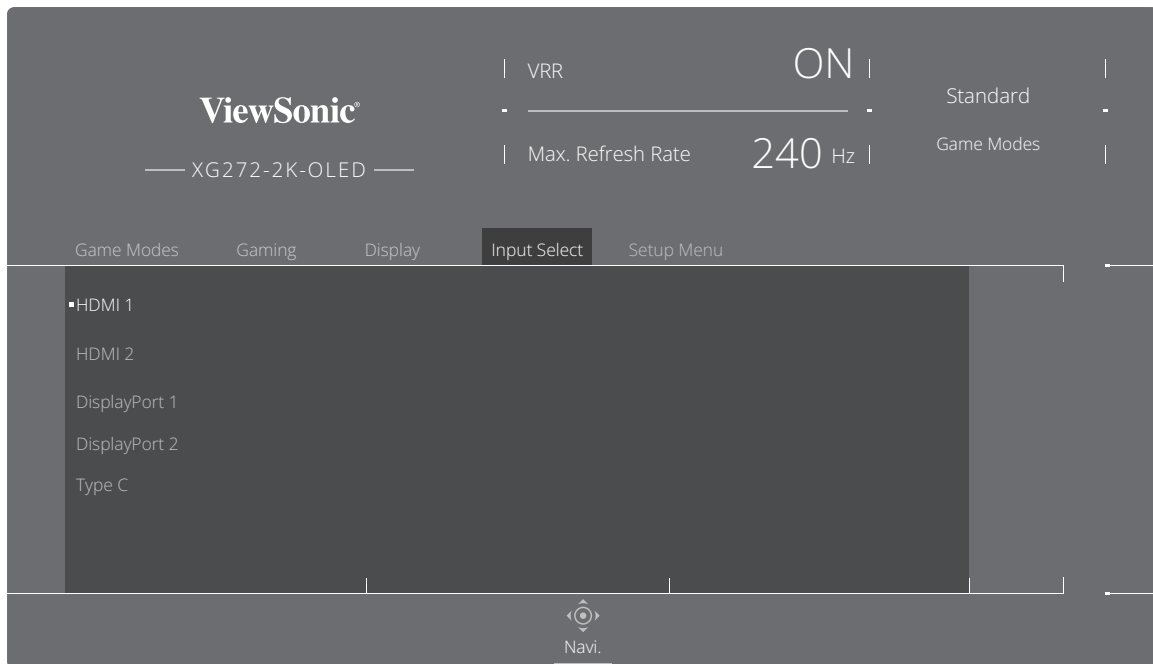 ViewSonic®
XG272-2K-OLED
VRR ON
Max. Refresh Rate 240 Hz
Standard
Game Modes
Game Modes Gaming Display Input Select Setup Menu
HDMI 1
HDMI 2
DisplayPort 1
DisplayPort 2
Type C
Navi.